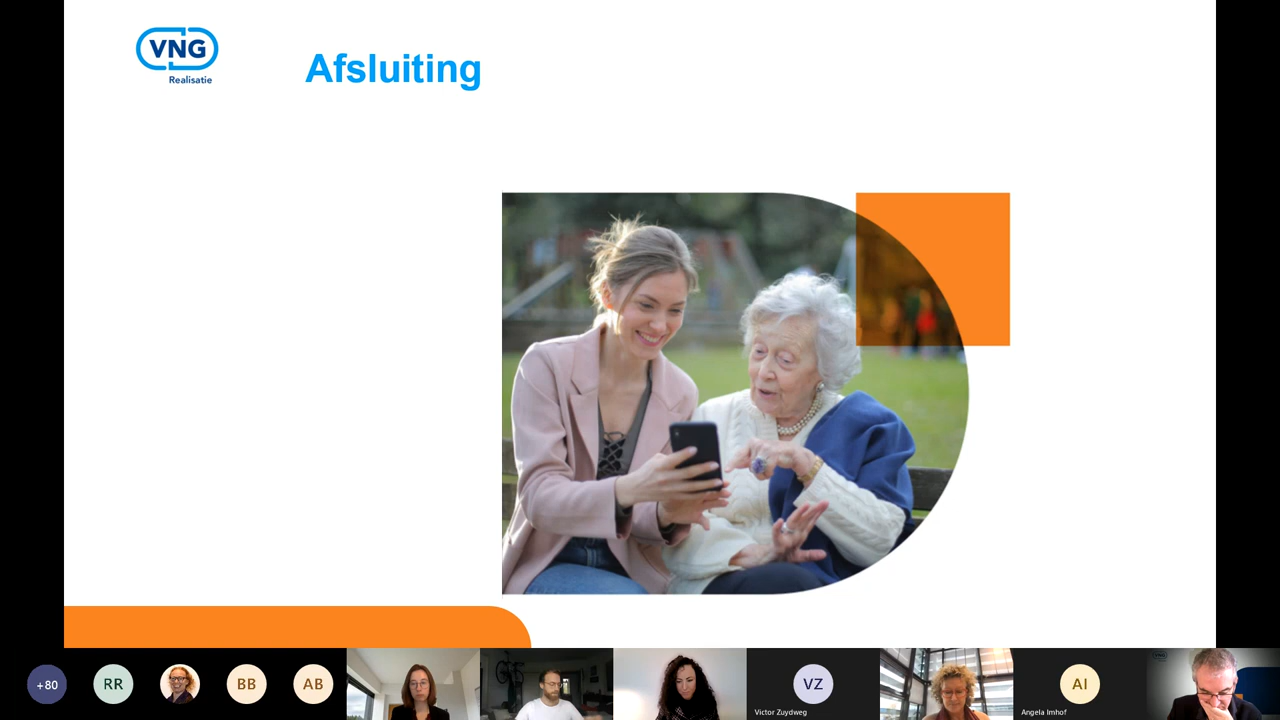 VNG
Realisatie
Afsluiting
+80
RR
BB
AB
VZ
Victor Zuydweg
AI
Angela Imhof